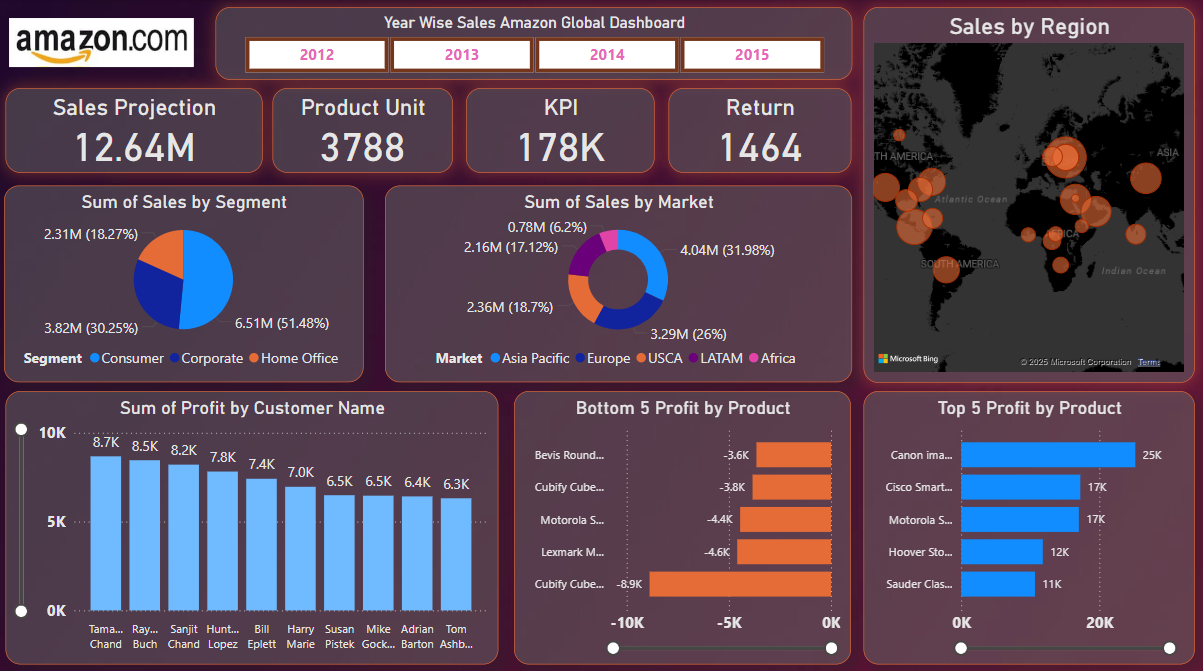 amazon.com
Year Wise Sales Amazon Global Dashboard
2012 2013 2014 2015
Sales by Region
Sales Projection
12.64M
Product Unit
3788
KPI
178K
Return
1464
TH AMERICA
ASIA
Atlantic Ocean
AFRICA
SOUTH AMERICA
Indian Ocean
Microsoft Bing
© 2025 Microsoft Corporation Terms
Sum of Sales by Segment
2.31M (18.27%)
3.82M (30.25%)
6.51M (51.48%)
Segment Consumer Corporate Home Office
Sum of Sales by Market
0.78M (6.2%)
2.16M (17.12%)
4.04M (31.98%)
2.36M (18.7%)
3.29M (26%)
Market Asia Pacific Europe USCA LATAM Africa
Sum of Profit by Customer Name
10K
5K
0K
8.7K 8.5K 8.2K 7.8K 7.4K 7.0K 6.5K 6.5K 6.4K 6.3K
Tama... Ray... Sanjit Hunt... Bill Harry Susan Mike Adrian Tom
Chand Buch Chand Lopez Eplett Marie Pistek Gock... Barton Ashb...
Bottom 5 Profit by Product
Bevis Round... -3.6K
Cubify Cube... -3.8K
Motorola S... -4.4K
Lexmark M... -4.6K
Cubify Cube... -8.9K
-10K -5K 0K
Top 5 Profit by Product
Canon ima... 25K
Cisco Smart... 17K
Motorola S... 17K
Hoover Sto... 12K
Sauder Clas... 11K
0K 20K